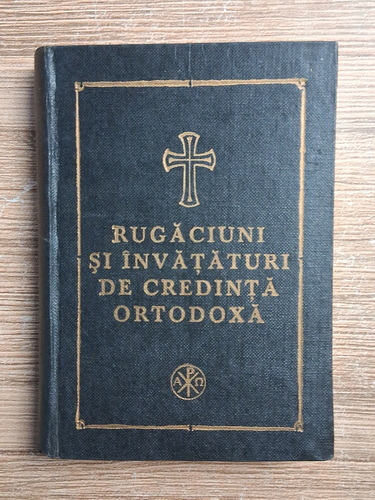 RUGĂCIUNI
ȘI ÎNVĂȚĂTURI
DE CREDINȚĂ
ORTODOXĂ
Α Ρ Ω